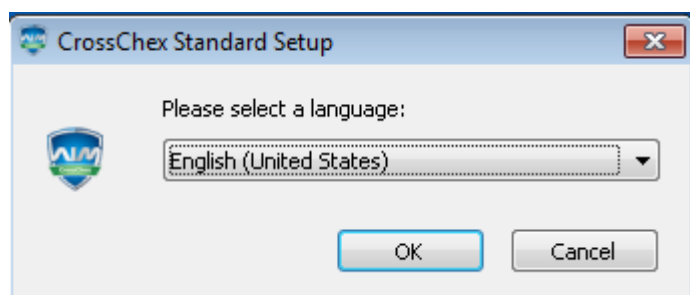 CrossChex Standard Setup
Please select a language:
English (United States)
OK
Cancel